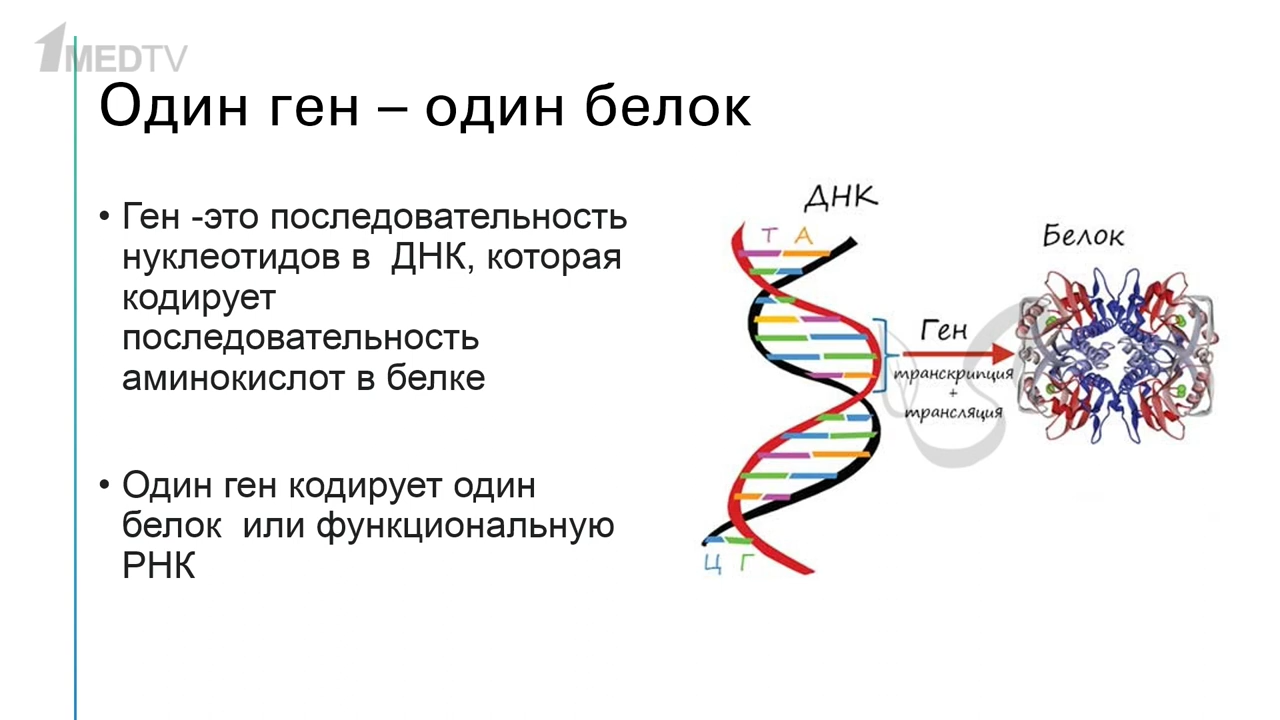 1MEDTV
Один ген – один белок
• Ген -это последовательность
нуклеотидов в  ДНК, которая
кодирует
последовательность
аминокислот в белке
• Один ген кодирует один
белок  или функциональную
РНК
ДНК
Т А
Белок
Ген
транскрипция
+
трансляция
Ц Г